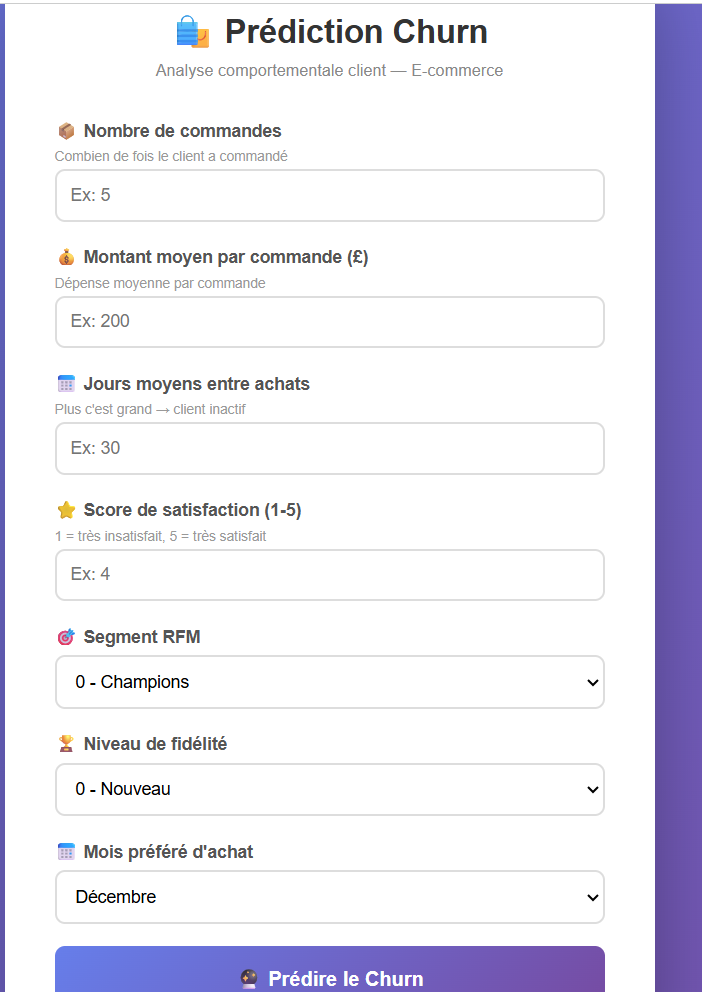 Prédiction Churn
Analyse comportementale client — E-commerce
Nombre de commandes
Combien de fois le client a commandé
Ex: 5
Montant moyen par commande (£)
Dépense moyenne par commande
Ex: 200
Jours moyens entre achats
Plus c'est grand → client inactif
Ex: 30
Score de satisfaction (1-5)
1 = très insatisfait, 5 = très satisfait
Ex: 4
Segment RFM
0 - Champions
Niveau de fidélité
0 - Nouveau
Mois préféré d'achat
Décembre
Prédire le Churn